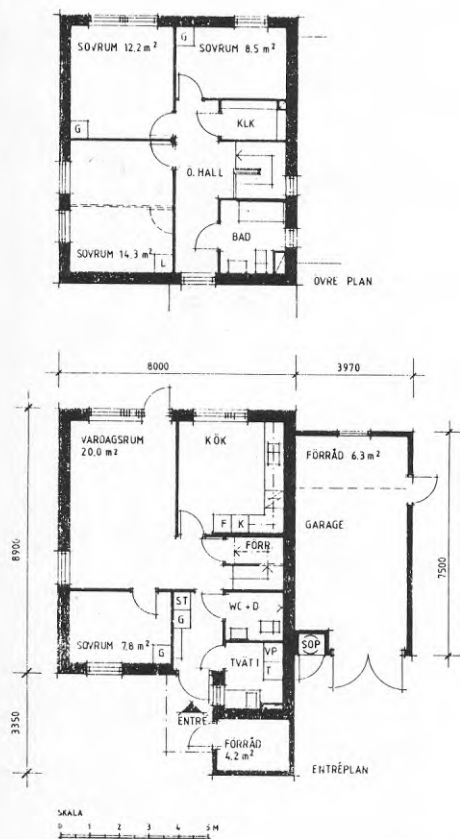 SOVRUM 12,2 m²
G
SOVRUM 8,5 m²
G
KLK
Ö. HALL
BAD
SOVRUM 14,3 m²
L
ÖVRE PLAN
8000
3970
VARDAGSRUM
20,0 m²
KÖK
FÖRRÅD 6,3 m²
GARAGE
F K
FÖRR.
8900
7500
ST
G
WC + D
SOVRUM 7,8 m²
G
TVÄTT
VP
T
SOP
ENTRÉ
3350
FÖRRÅD
4,2 m²
ENTRÉPLAN
SKALA
0 1 2 3 4 5 M